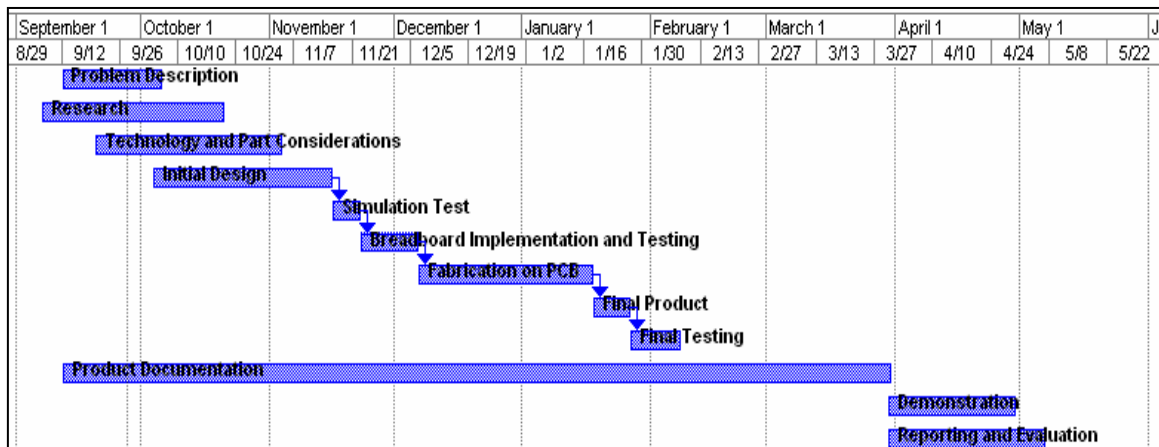 September 1 October 1 November 1 December 1 January 1 February 1 March 1 April 1 May 1 J
8/29 9/12 9/26 10/10 10/24 11/7 11/21 12/5 12/19 1/2 1/16 1/30 2/13 2/27 3/13 3/27 4/10 4/24 5/8 5/22
Problem Description
Research
Technology and Part Considerations
Initial Design
Simulation Test
Breadboard Implementation and Testing
Fabrication on PCB
Final Product
Final Testing
Product Documentation
Demonstration
Reporting and Evaluation